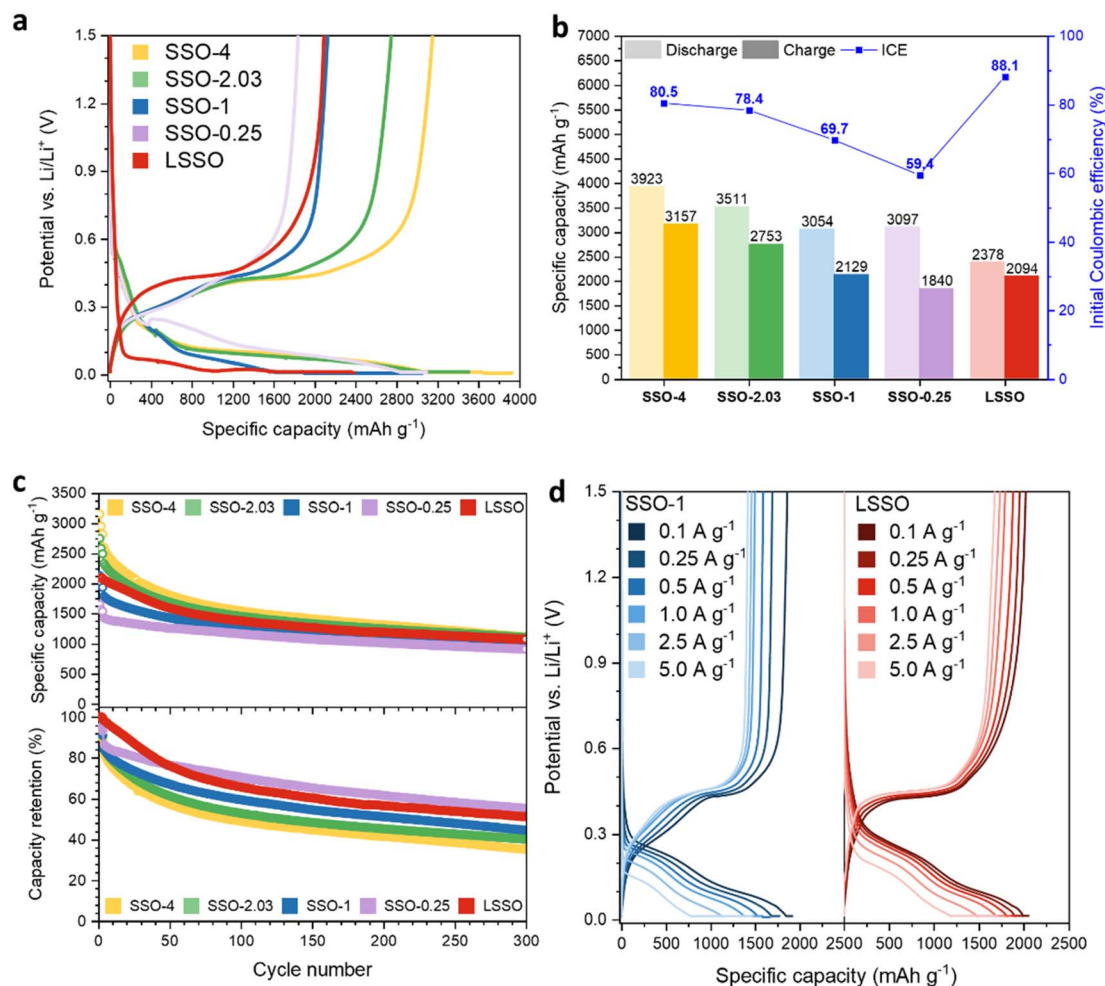 a
SSO-4
SSO-2.03
SSO-1
SSO-0.25
LSSO
Potential vs. Li/Li⁺ (V)
1.5
1.2
0.9
0.6
0.3
0.0
0 400 800 1200 1600 2000 2400 2800 3200 3600 4000
Specific capacity (mAh g⁻¹)
b
Discharge Charge ICE
Specific capacity (mAh g⁻¹)
7000
6500
6000
5500
5000
4500
4000
3500
3000
2500
2000
1500
1000
500
0
80.5 78.4 69.7 59.4 88.1
3923 3157 3511 2753 3054 2129 3097 1840 2378 2094
SSO-4 SSO-2.03 SSO-1 SSO-0.25 LSSO
100
80
60
40
20
0
Initial Coulombic efficiency (%)
c
SSO-4 SSO-2.03 SSO-1 SSO-0.25 LSSO
Specific capacity (mAh g⁻¹)
3500
3000
2500
2000
1500
1000
500
0
Capacity retention (%)
100
80
60
40
20
0
SSO-4 SSO-2.03 SSO-1 SSO-0.25 LSSO
0 50 100 150 200 250 300
Cycle number
d
Potential vs. Li/Li⁺ (V)
1.5
1.2
0.9
0.6
0.3
0.0
SSO-1
0.1 A g⁻¹
0.25 A g⁻¹
0.5 A g⁻¹
1.0 A g⁻¹
2.5 A g⁻¹
5.0 A g⁻¹
LSSO
0.1 A g⁻¹
0.25 A g⁻¹
0.5 A g⁻¹
1.0 A g⁻¹
2.5 A g⁻¹
5.0 A g⁻¹
0 500 1000 1500 2000 2500 500 1000 1500 2000 2500
Specific capacity (mAh g⁻¹)